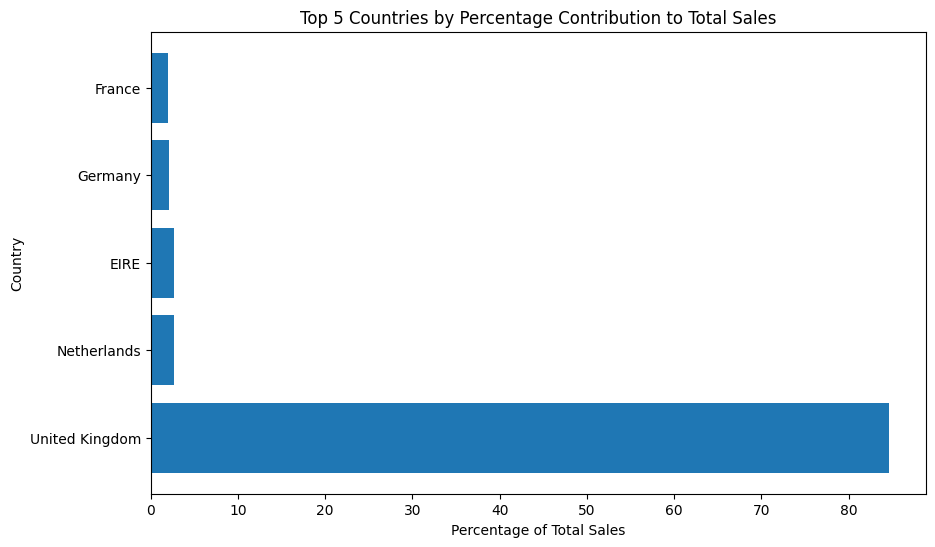 Top 5 Countries by Percentage Contribution to Total Sales
Country
France
Germany
EIRE
Netherlands
United Kingdom
0 10 20 30 40 50 60 70 80
Percentage of Total Sales